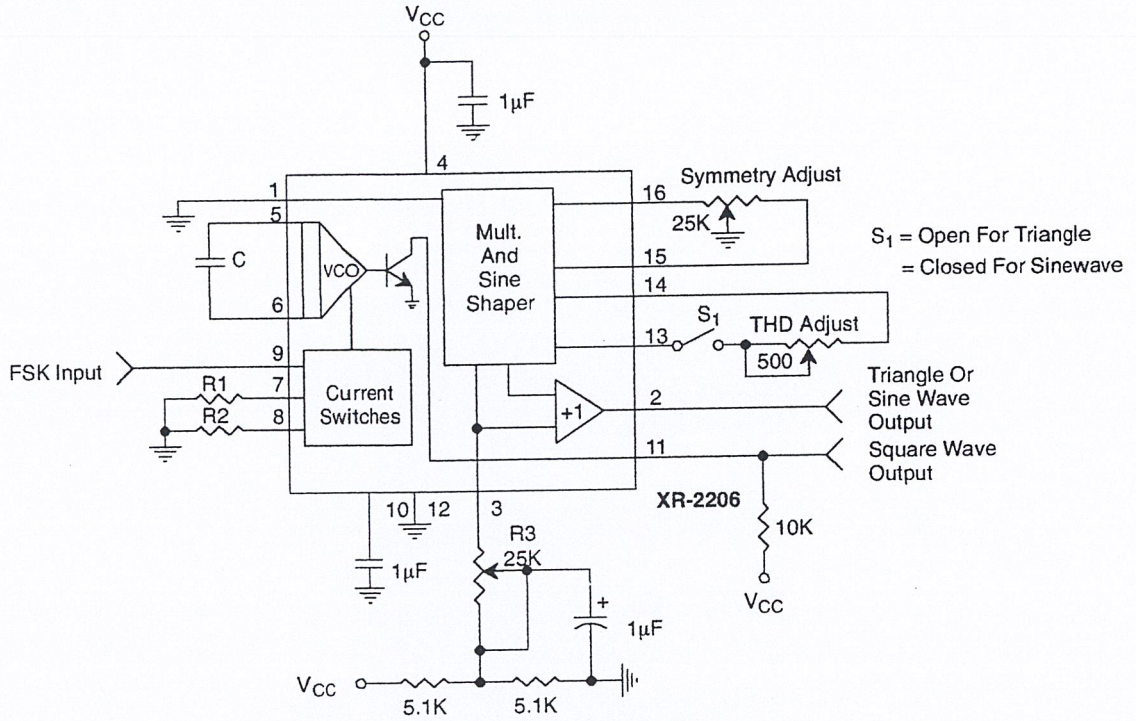 VCC
1µF
4
1
16
Symmetry Adjust
25K
5
C
VCO
Mult.
And
Sine
Shaper
15
S1 = Open For Triangle
= Closed For Sinewave
14
6
S1
13
THD Adjust
500
FSK Input
9
R1
7
R2
8
Current
Switches
+1
2
Triangle Or
Sine Wave
Output
11
Square Wave
Output
10
12
3
XR-2206
R3
25K
10K
1µF
VCC
+
1µF
VCC
5.1K
5.1K